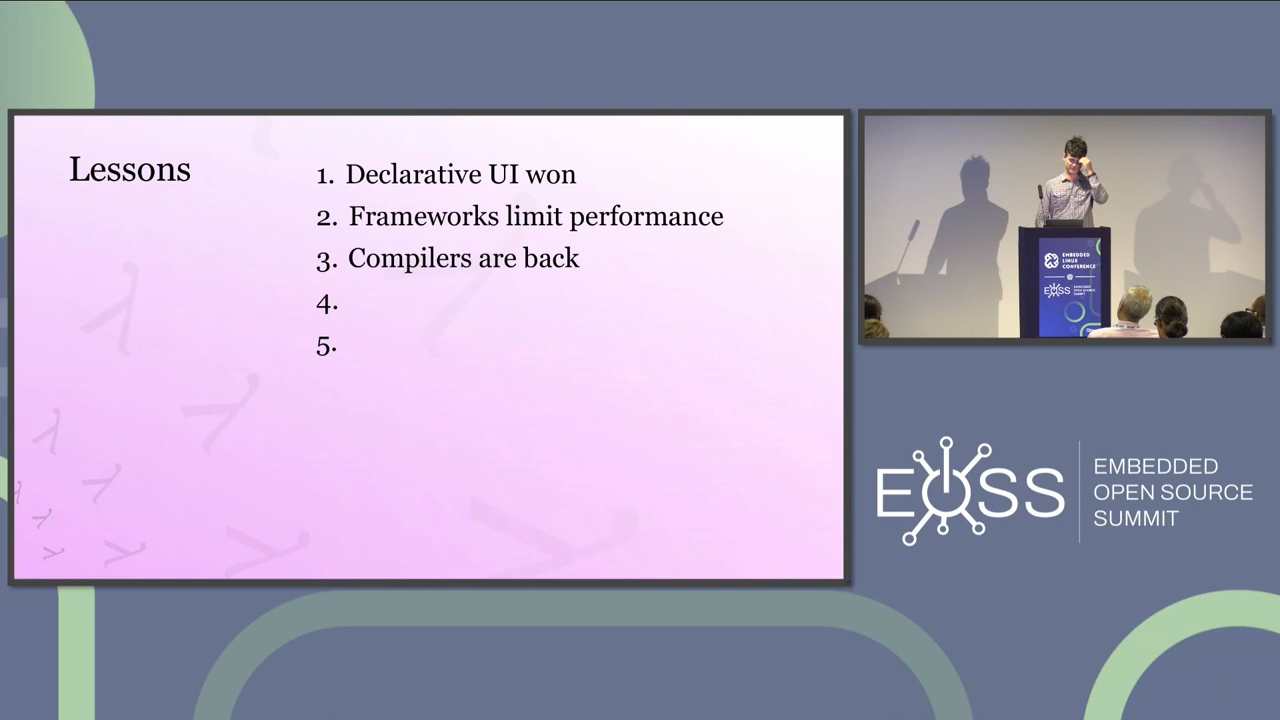 Lessons
1. Declarative UI won
2. Frameworks limit performance
3. Compilers are back
4.
5.
EMBEDDED
LINUX
CONFERENCE
EOSS
EMBEDDED
OPEN SOURCE
SUMMIT